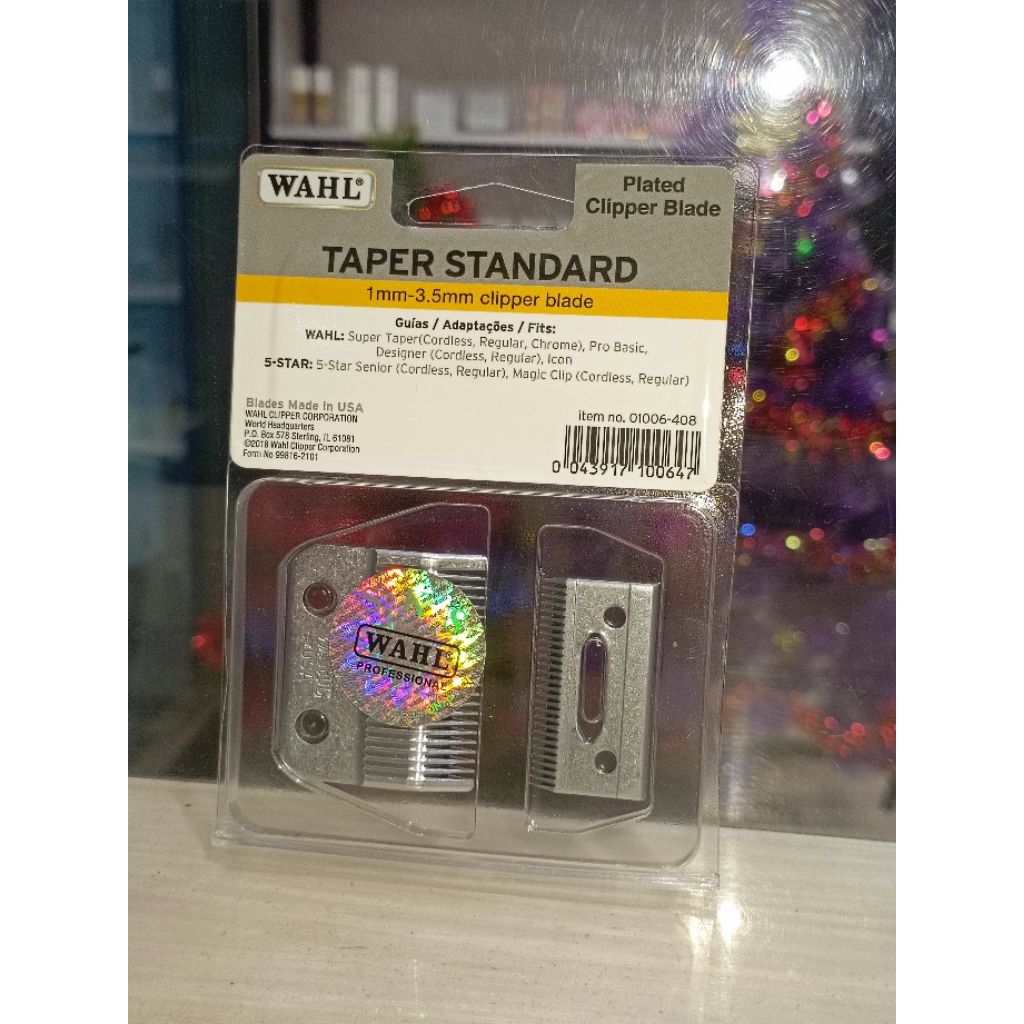 WAHL®
Plated
Clipper Blade
TAPER STANDARD
1mm-3.5mm clipper blade
Guías / Adaptações / Fits:
WAHL: Super Taper(Cordless, Regular, Chrome), Pro Basic,
Designer (Cordless, Regular), Icon
5-STAR: 5-Star Senior (Cordless, Regular), Magic Clip (Cordless, Regular)
Blades Made in USA
WAHL CLIPPER CORPORATION
World Headquarters
P.O. Box 578 Sterling, IL 61081
©2018 Wahl Clipper Corporation
Form No 99816-2101
item no. 01006-408
0 043917 100647
WAHL
PROFESSIONAL